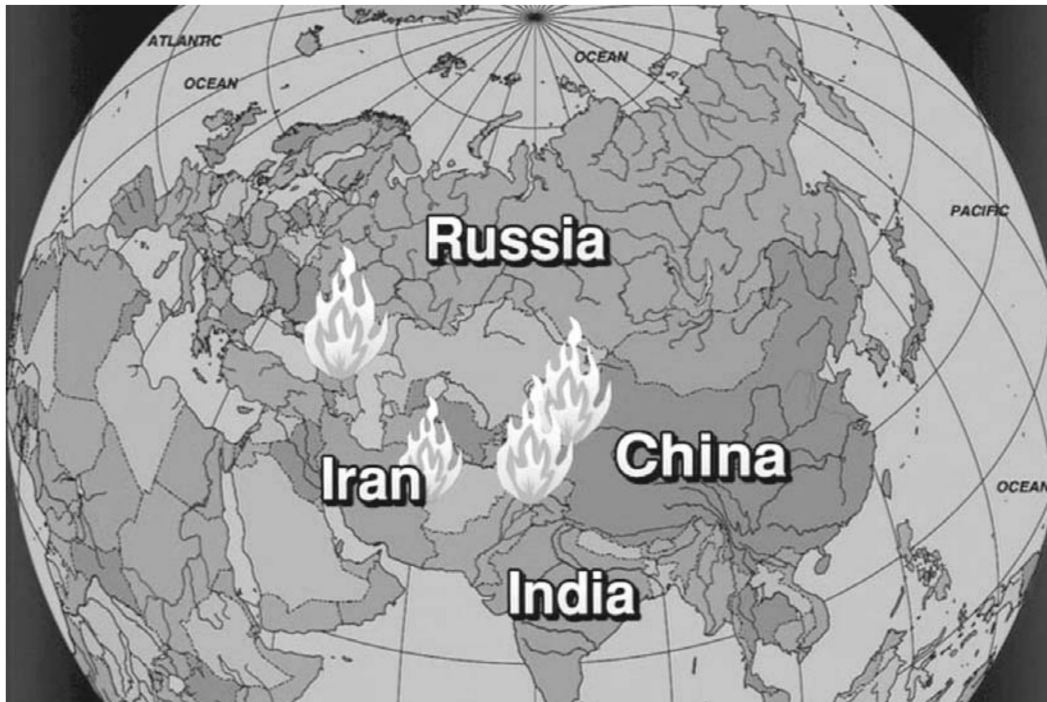 ATLANTIC
OCEAN
OCEAN
Russia
PACIFIC
Iran
China
OCEAN
India